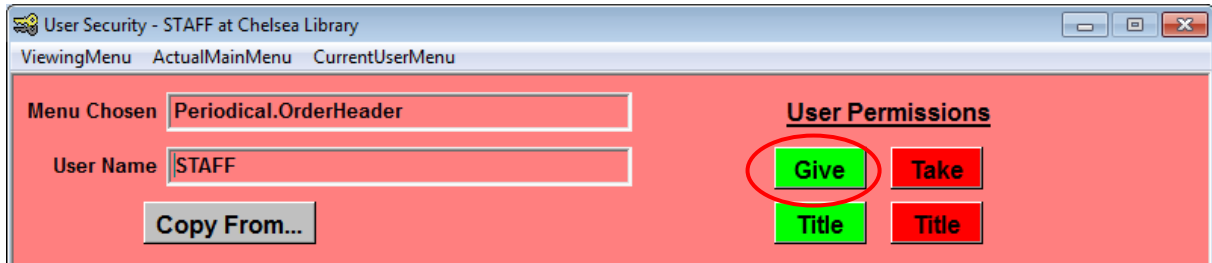 User Security - STAFF at Chelsea Library
ViewingMenu ActualMainMenu CurrentUserMenu
Menu Chosen Periodical.OrderHeader
User Permissions
User Name STAFF
Give Take
Copy From...
Title Title